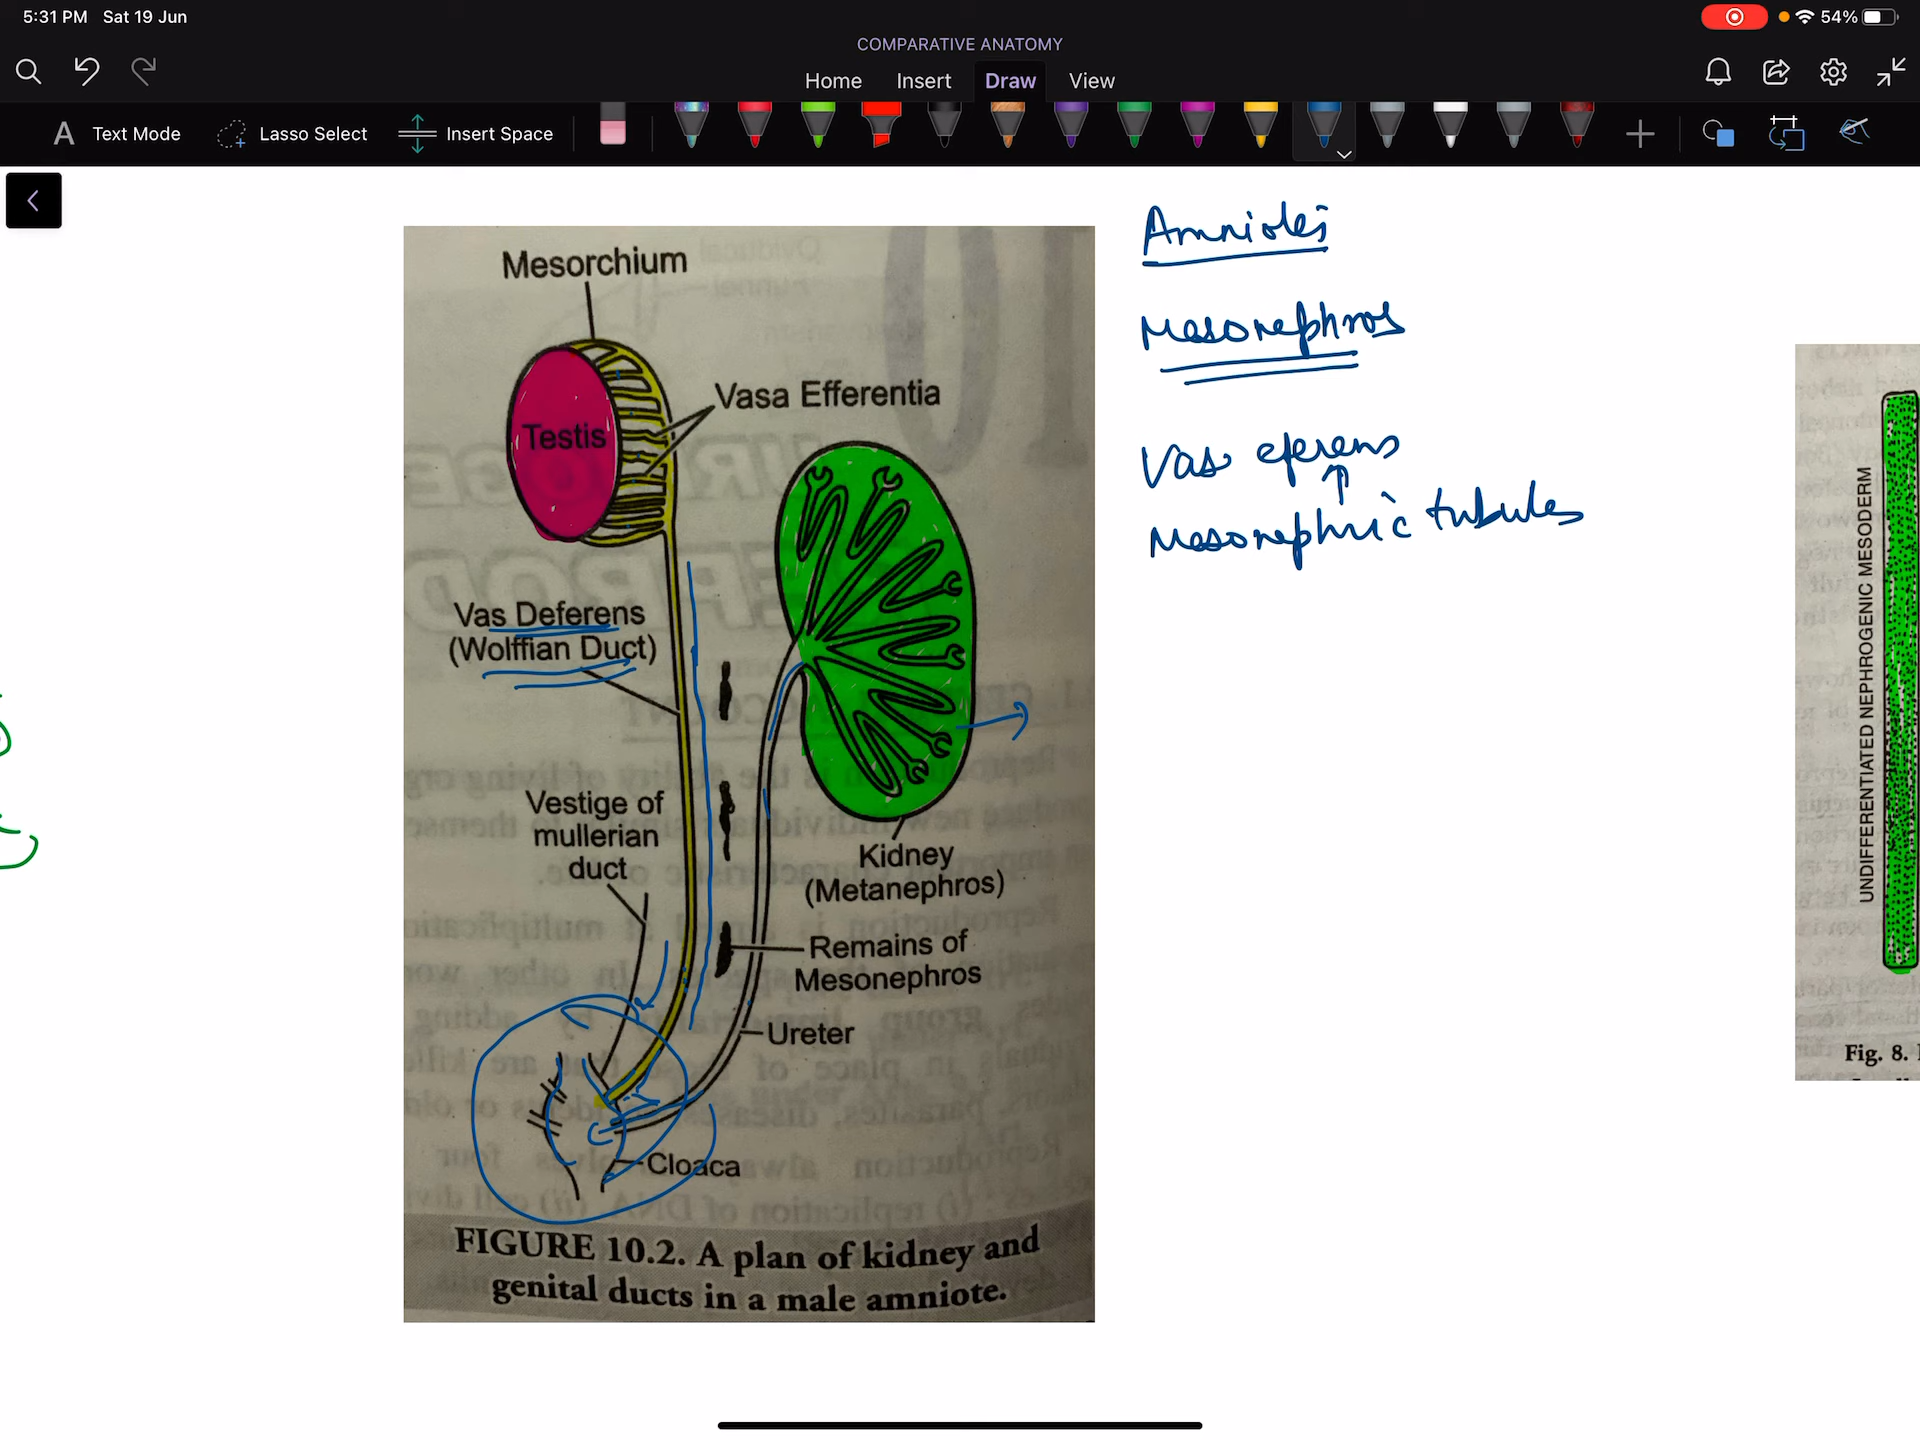 5:31 PM Sat 19 Jun
54%
COMPARATIVE ANATOMY
Home Insert Draw View
Text Mode Lasso Select Insert Space
Amniotes
Mesonephros
Vas eferens
Mesonephric tubules
Mesorchium
Vasa Efferentia
Testis
Vas Deferens
(Wolffian Duct)
Vestige of
mullerian
duct
Kidney
(Metanephros)
Remains of
Mesonephros
Ureter
Cloaca
FIGURE 10.2. A plan of kidney and
genital ducts in a male amniote.
UNDIFFERENTIATED NEPHROGENIC MESODERM
Fig. 8.